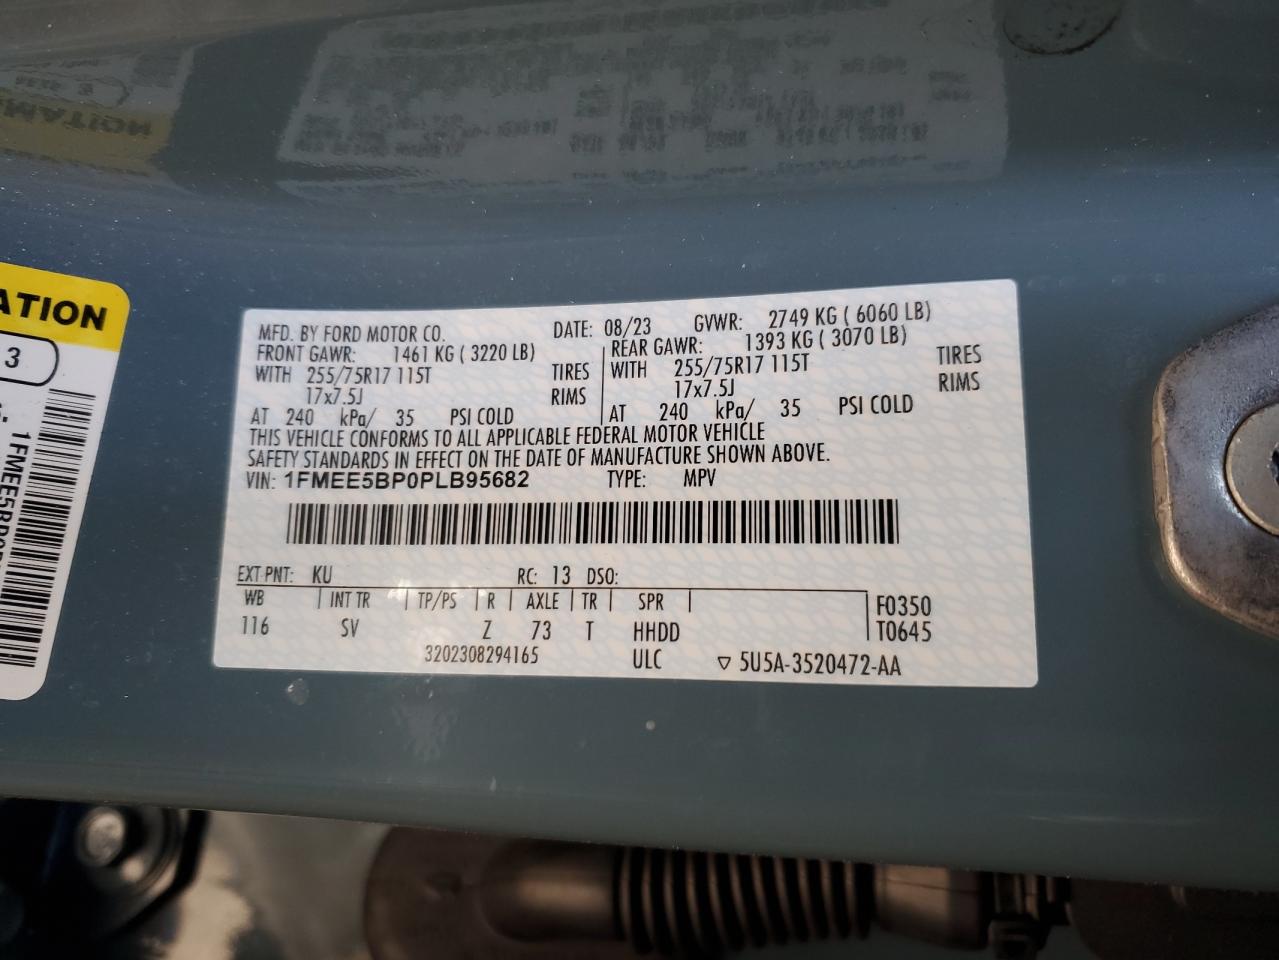 MFD. BY FORD MOTOR CO. DATE: 08/23 GVWR: 2749 KG ( 6060 LB)
FRONT GAWR: 1461 KG ( 3220 LB) REAR GAWR: 1393 KG ( 3070 LB)
WITH 255/75R17 115T TIRES WITH 255/75R17 115T TIRES
17x7.5J RIMS 17x7.5J RIMS
AT 240 kPa/ 35 PSI COLD AT 240 kPa/ 35 PSI COLD
THIS VEHICLE CONFORMS TO ALL APPLICABLE FEDERAL MOTOR VEHICLE
SAFETY STANDARDS IN EFFECT ON THE DATE OF MANUFACTURE SHOWN ABOVE.
VIN: 1FMEE5BP0PLB95682 TYPE: MPV
EXT PNT: KU RC: 13 DSO:
WB INT TR TP/PS R AXLE TR SPR F0350
116 SV Z 73 T HHDD T0645
3202308294165 ULC ▽ 5U5A-3520472-AA
ATION
3
1FMEE5BP0P